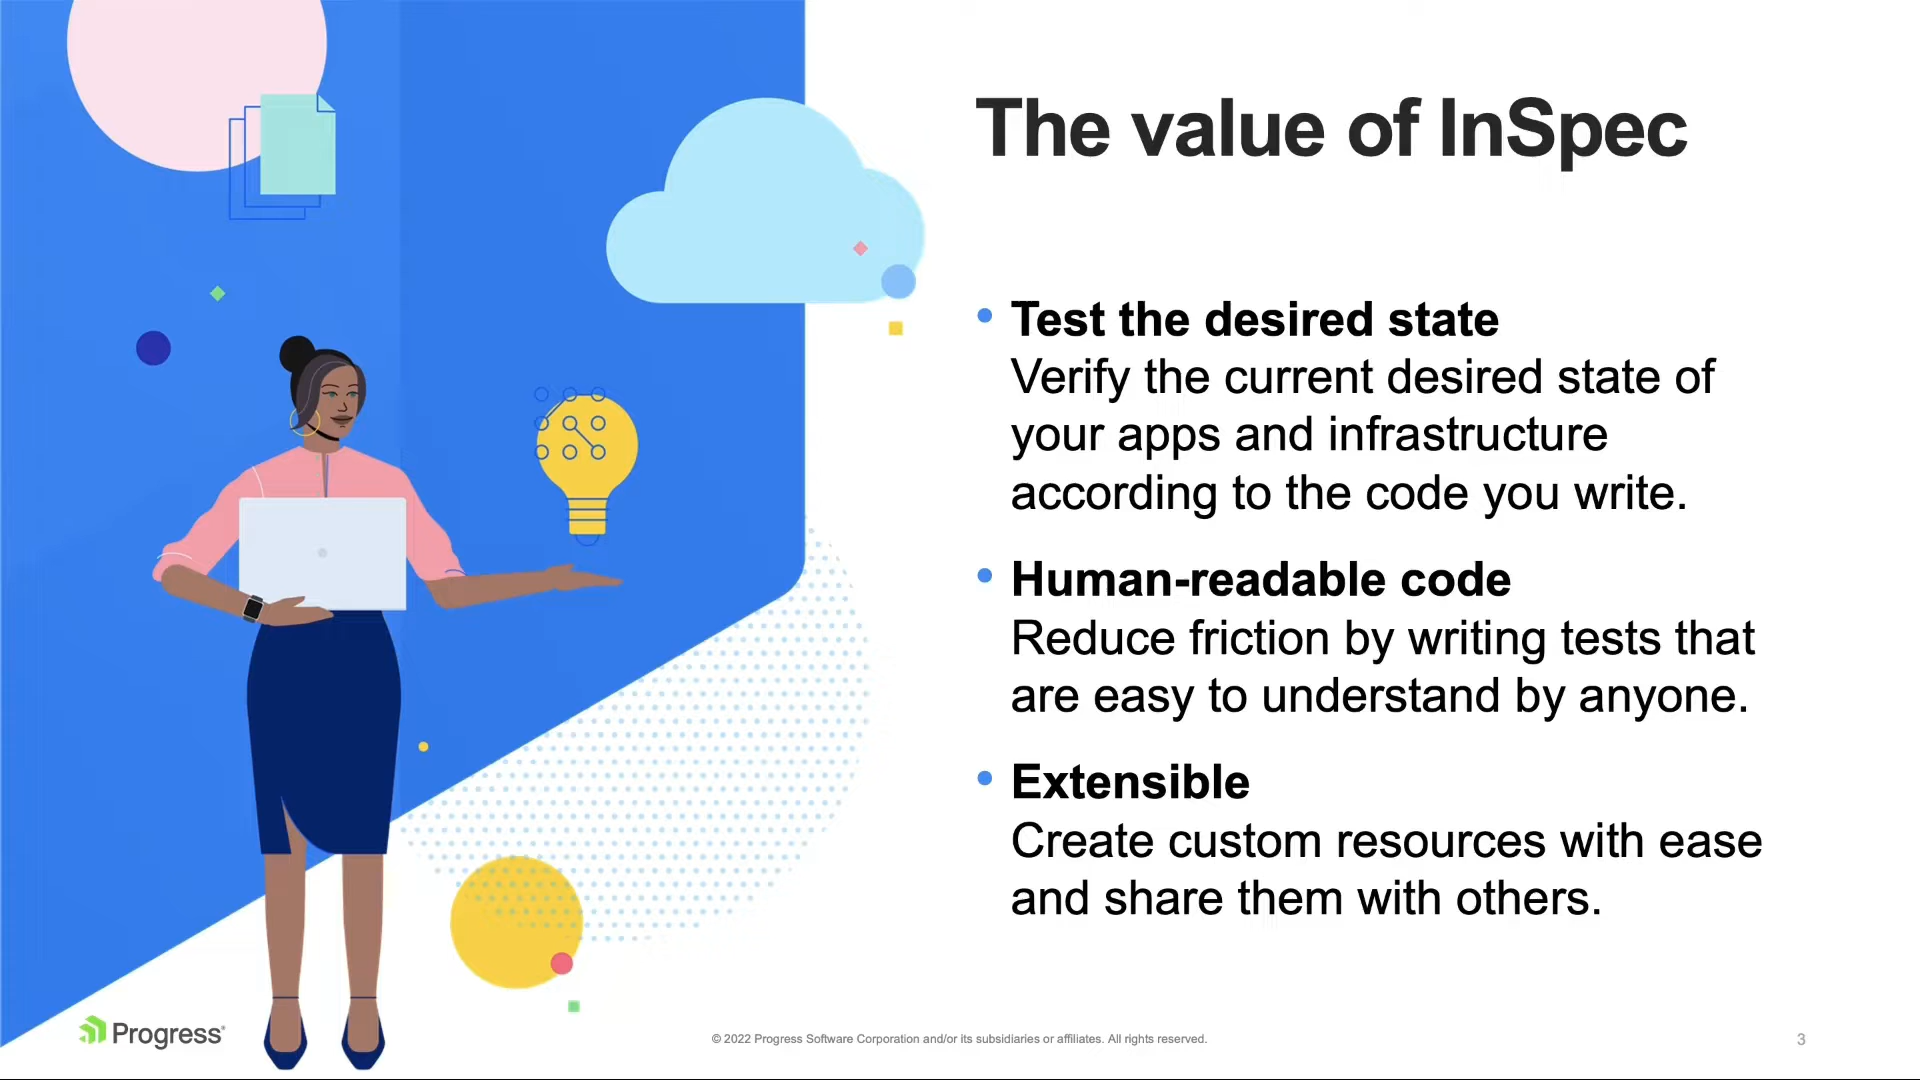 The value of InSpec
• Test the desired state
Verify the current desired state of
your apps and infrastructure
according to the code you write.
• Human-readable code
Reduce friction by writing tests that
are easy to understand by anyone.
• Extensible
Create custom resources with ease
and share them with others.
Progress®
© 2022 Progress Software Corporation and/or its subsidiaries or affiliates. All rights reserved.
3